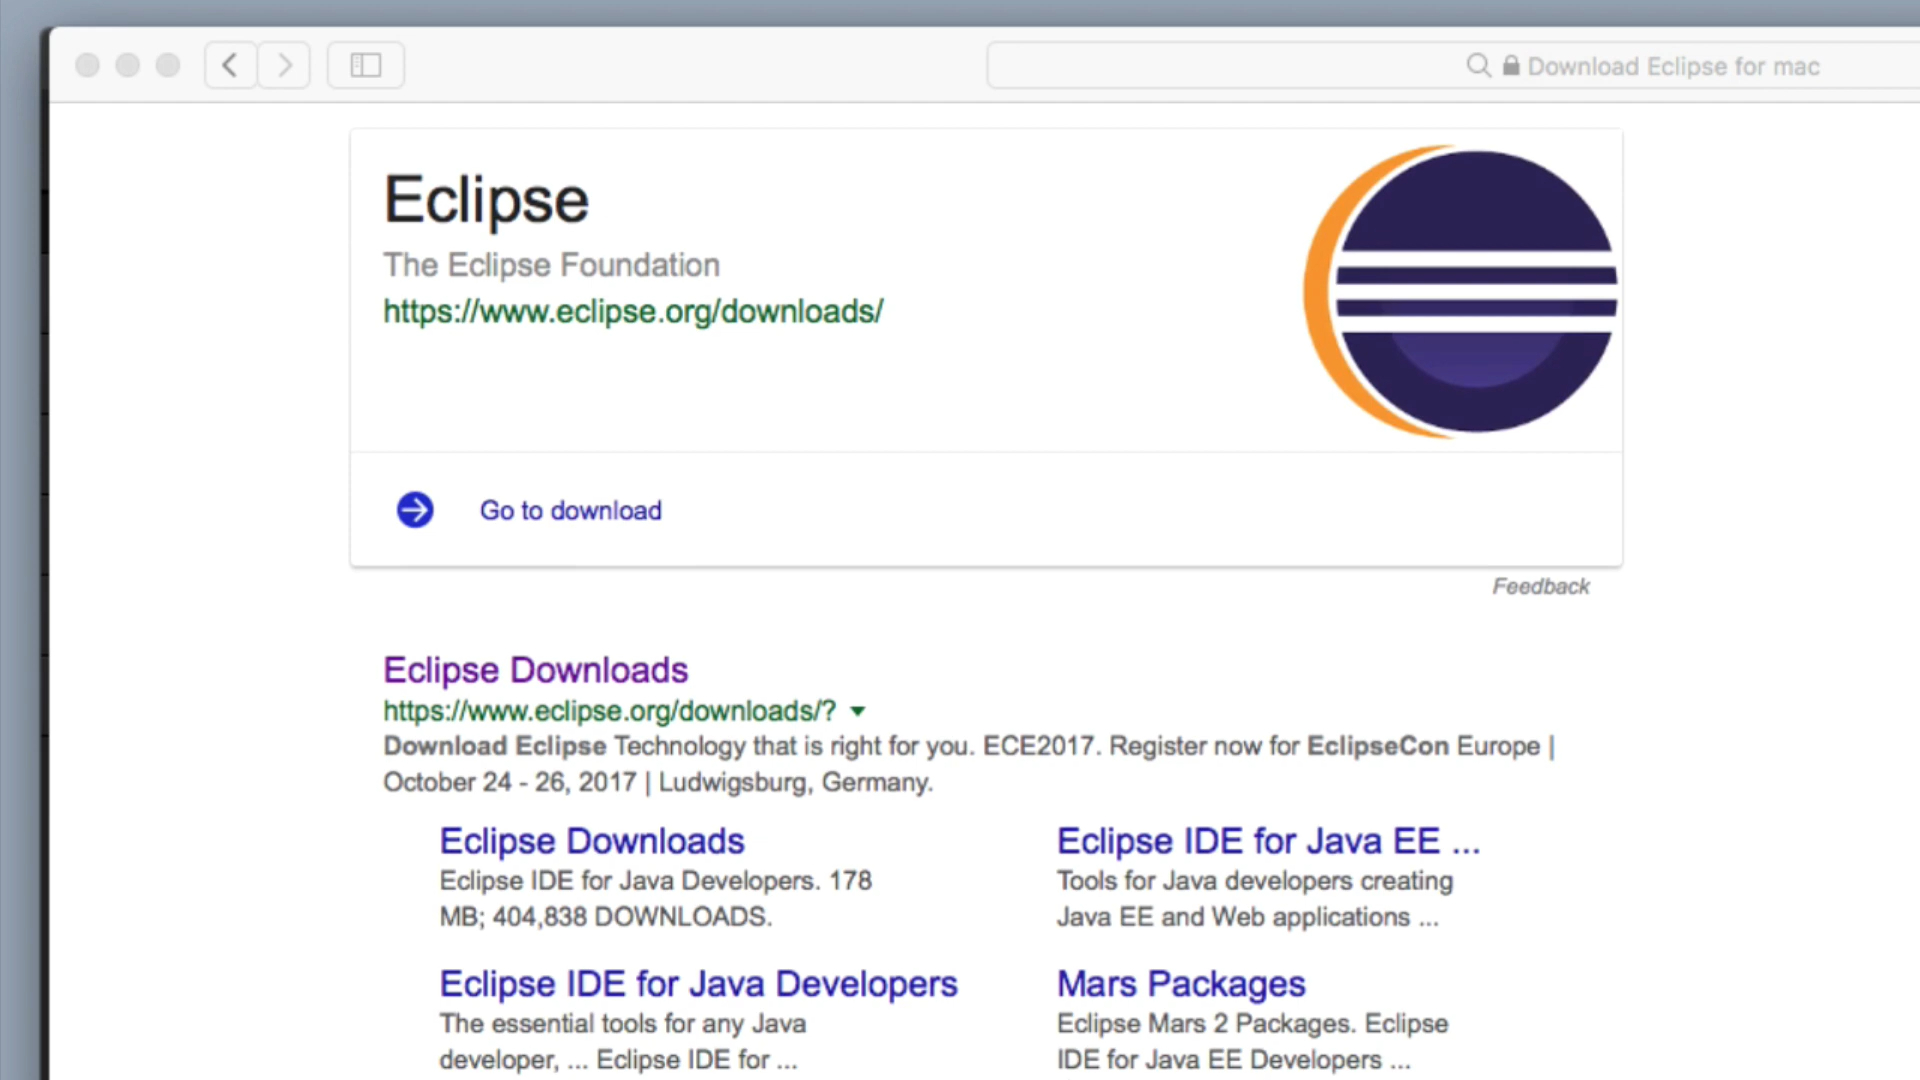 Download Eclipse for mac
Eclipse
The Eclipse Foundation
https://www.eclipse.org/downloads/
Go to download
Feedback
Eclipse Downloads
https://www.eclipse.org/downloads/?
Download Eclipse Technology that is right for you. ECE2017. Register now for EclipseCon Europe |
October 24 - 26, 2017 | Ludwigsburg, Germany.
Eclipse Downloads
Eclipse IDE for Java Developers. 178
MB; 404,838 DOWNLOADS.
Eclipse IDE for Java EE ...
Tools for Java developers creating
Java EE and Web applications ...
Eclipse IDE for Java Developers
The essential tools for any Java
developer, ... Eclipse IDE for ...
Mars Packages
Eclipse Mars 2 Packages. Eclipse
IDE for Java EE Developers ...